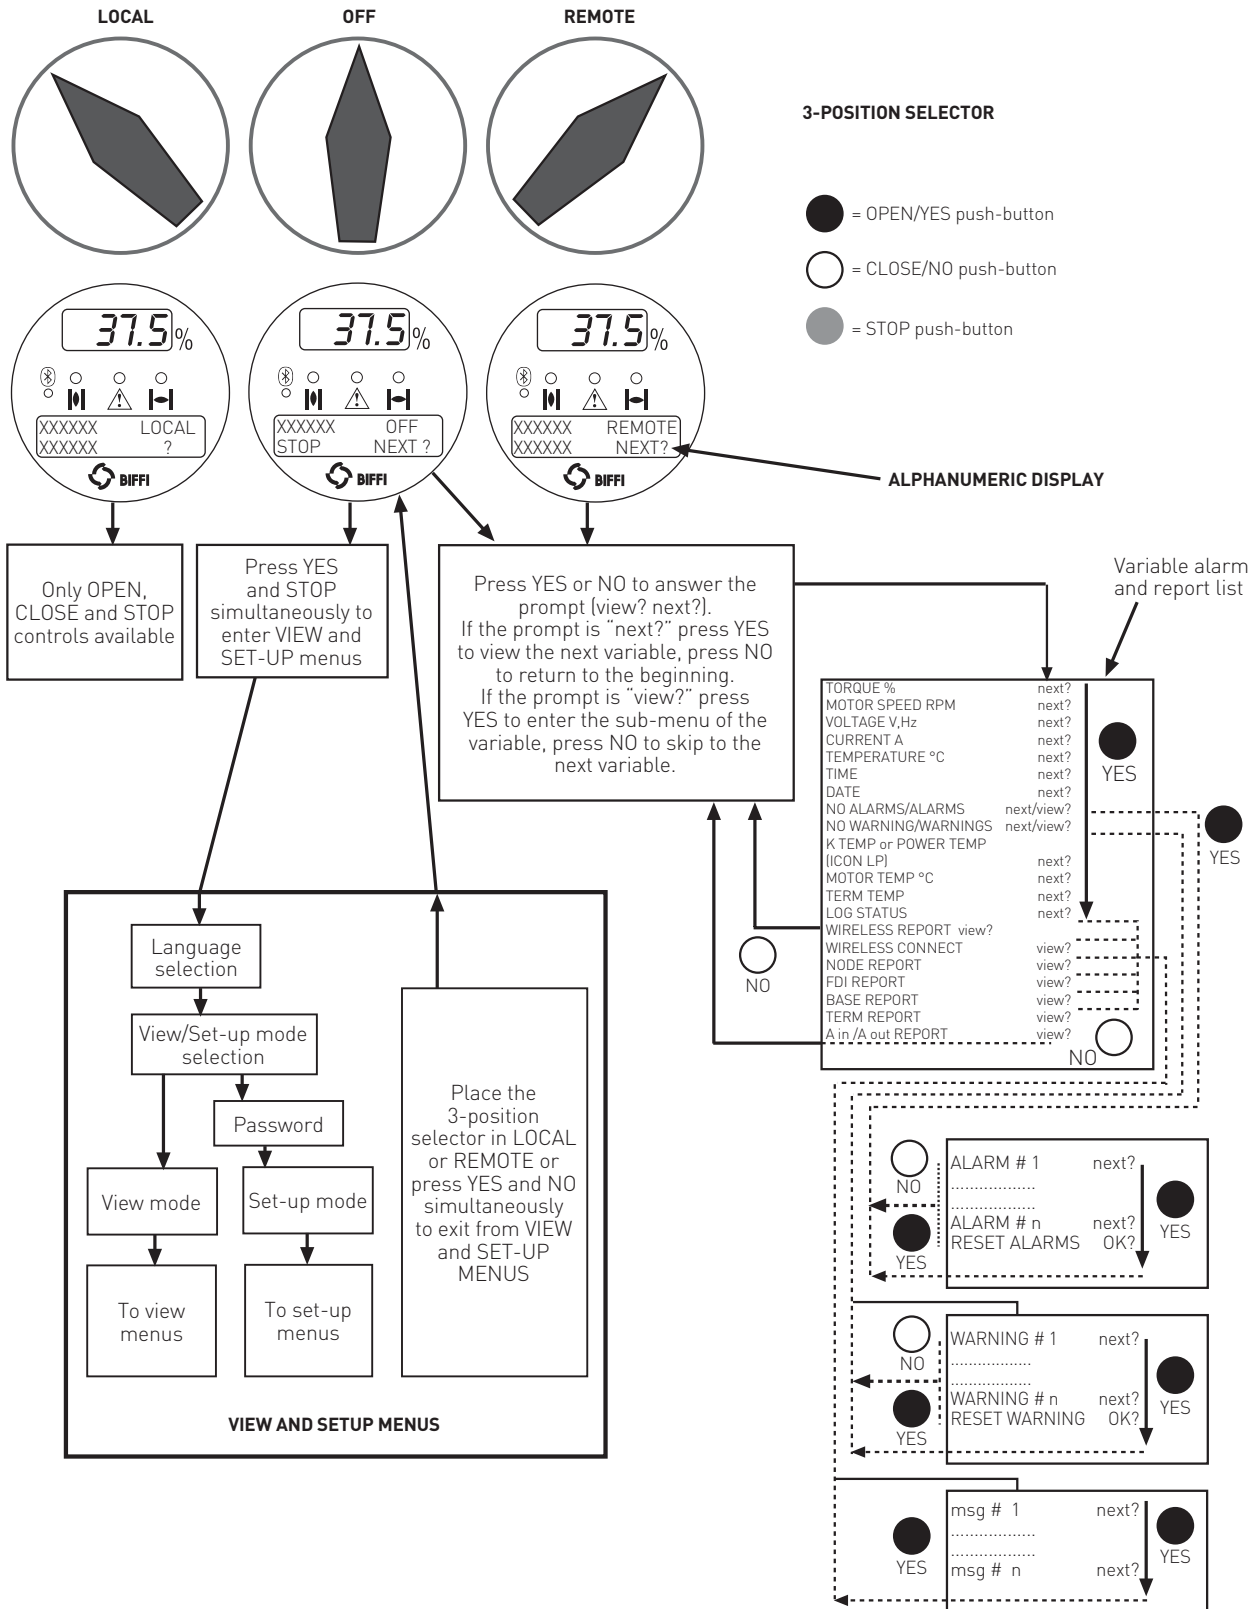 LOCAL
OFF
REMOTE
3-POSITION SELECTOR
= OPEN/YES push-button
= CLOSE/NO push-button
= STOP push-button
37.5%
XXXXXX LOCAL
XXXXXX ?
BIFFI
37.5%
XXXXXX OFF
STOP NEXT ?
BIFFI
37.5%
XXXXXX REMOTE
XXXXXX NEXT?
BIFFI
ALPHANUMERIC DISPLAY
Only OPEN,
CLOSE and STOP
controls available
Press YES
and STOP
simultaneously to
enter VIEW and
SET-UP menus
Press YES or NO to answer the
prompt (view? next?).
If the prompt is "next?" press YES
to view the next variable, press NO
to return to the beginning.
If the prompt is "view?" press
YES to enter the sub-menu of the
variable, press NO to skip to the
next variable.
Variable alarm
and report list
TORQUE % next?
MOTOR SPEED RPM next?
VOLTAGE V,Hz next?
CURRENT A next?
TEMPERATURE °C next?
TIME next?
DATE next?
NO ALARMS/ALARMS next/view?
NO WARNING/WARNINGS next/view?
K TEMP or POWER TEMP
(ICON LP) next?
MOTOR TEMP °C next?
TERM TEMP next?
LOG STATUS next?
WIRELESS REPORT view?
WIRELESS CONNECT view?
NODE REPORT view?
FDI REPORT view?
BASE REPORT view?
TERM REPORT view?
A in /A out REPORT view?
YES
NO
YES
NO
Language
selection
View/Set-up mode
selection
Password
View mode
Set-up mode
To view
menus
To set-up
menus
Place the
3-position
selector in LOCAL
or REMOTE or
press YES and NO
simultaneously
to exit from VIEW
and SET-UP
MENUS
VIEW AND SETUP MENUS
NO
YES
ALARM # 1 next?
..................
..................
ALARM # n next?
RESET ALARMS OK?
YES
NO
YES
WARNING # 1 next?
.................
.................
WARNING # n next?
RESET WARNING OK?
YES
YES
msg # 1 next?
..................
..................
msg # n next?
YES